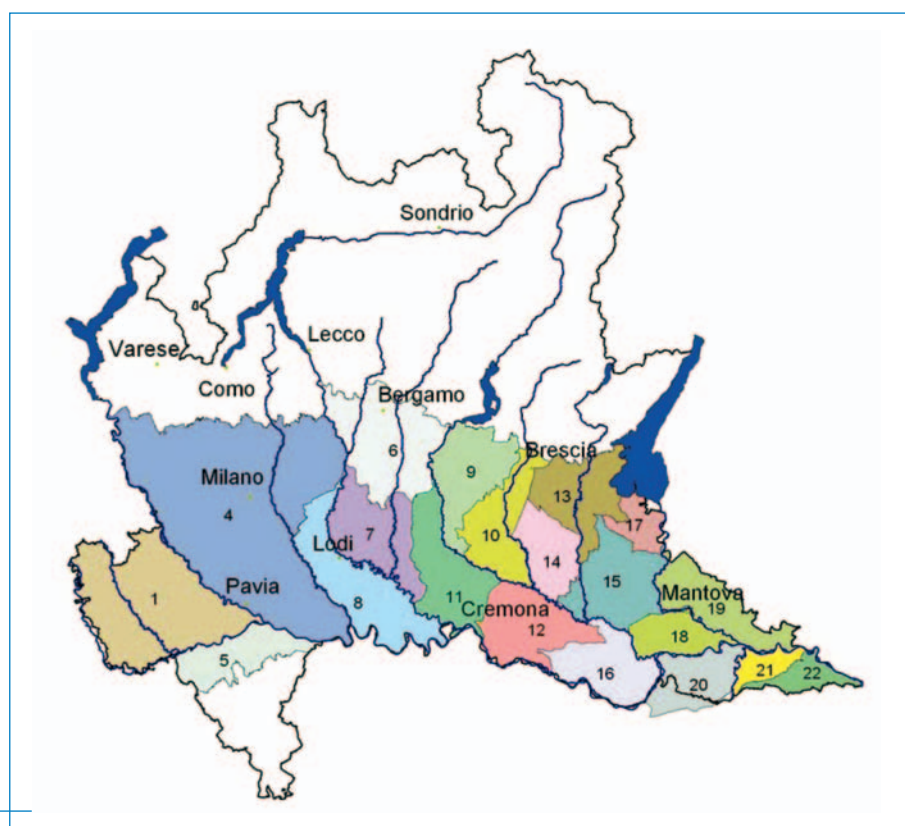 Sondrio
Lecco
Varese
Como
Bergamo
Brescia
6
9
Milano
13
4
17
7
10
Lodi
14
Pavia
15
Mantova
1
8
11
Cremona
19
12
18
5
16
21
22
20